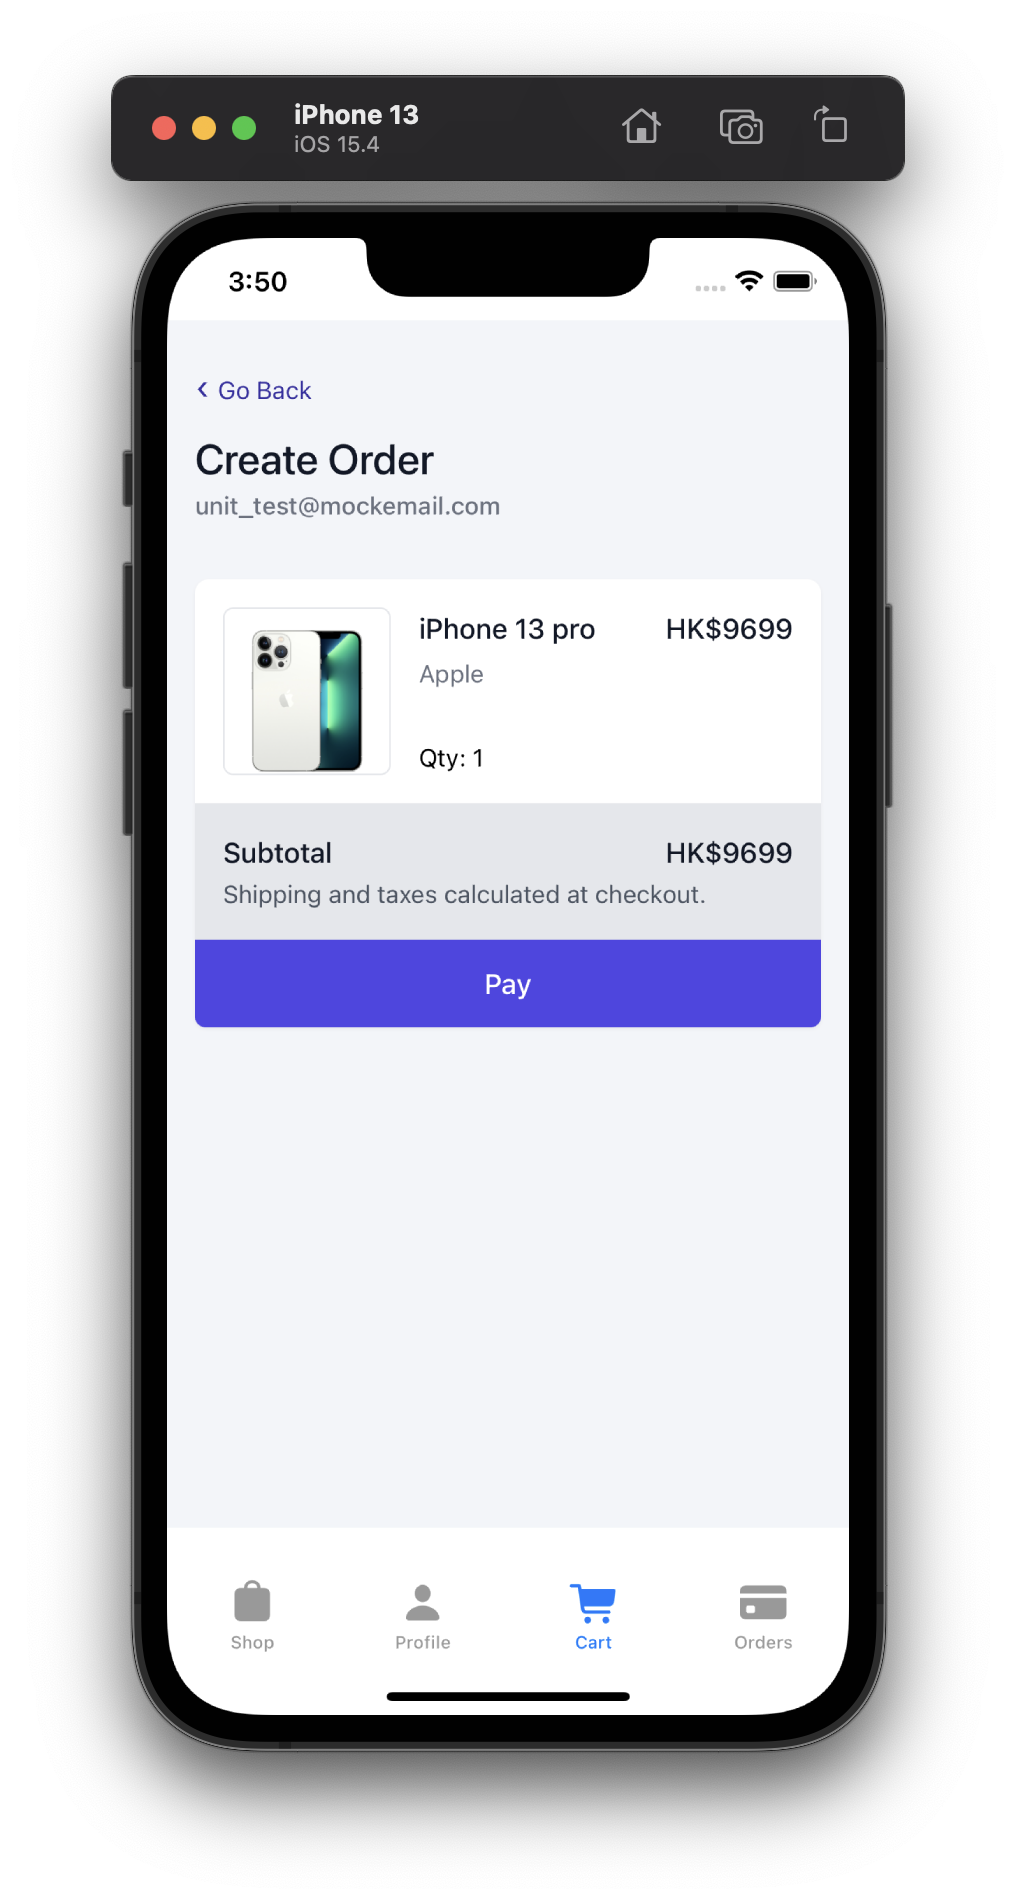 iPhone 13
iOS 15.4
3:50
Go Back
Create Order
unit_test@mockemail.com
iPhone 13 pro HK$9699
Apple
Qty: 1
Subtotal HK$9699
Shipping and taxes calculated at checkout.
Pay
Shop Profile Cart Orders